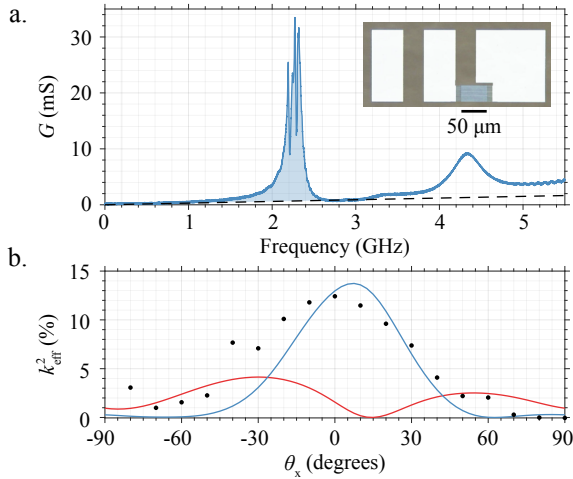 a.
30
20
10
0
G (mS)
50 μm
0 1 2 3 4 5
Frequency (GHz)
b.
15
10
5
0
k²eff (%)
-90 -60 -30 0 30 60 90
θx (degrees)